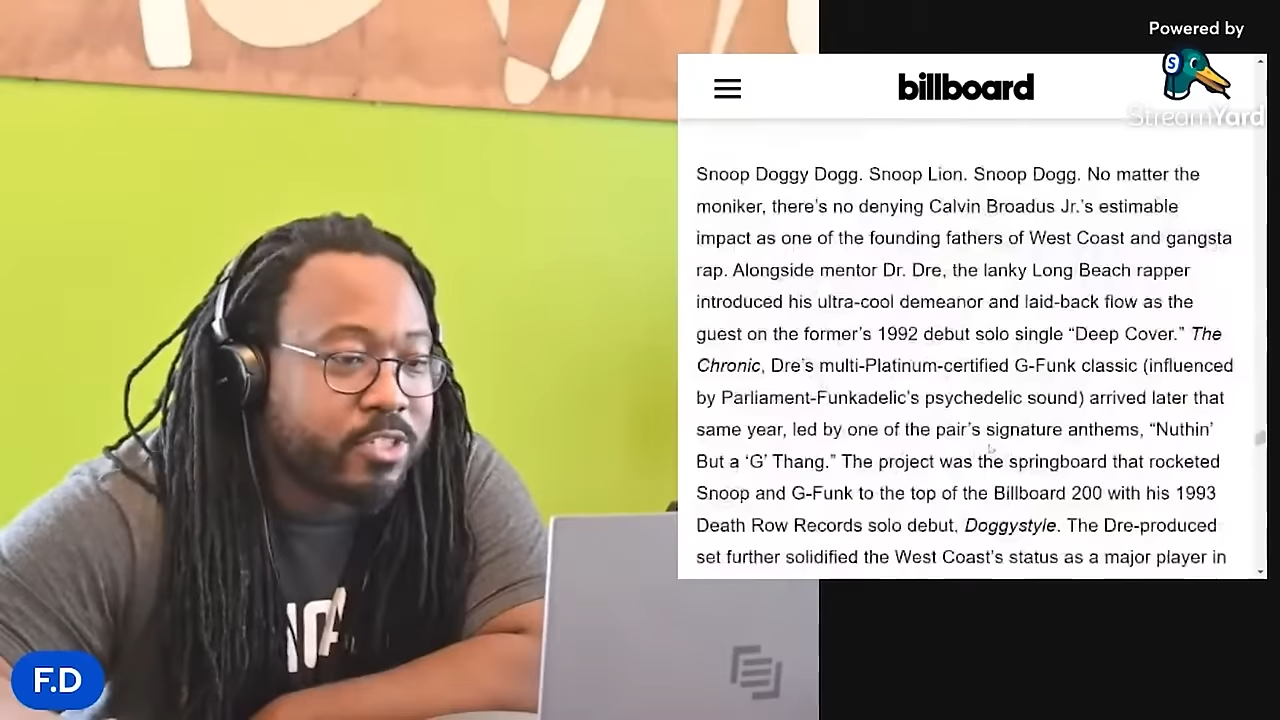 Powered by
StreamYard
billboard
Snoop Doggy Dogg. Snoop Lion. Snoop Dogg. No matter the
moniker, there's no denying Calvin Broadus Jr.'s estimable
impact as one of the founding fathers of West Coast and gangsta
rap. Alongside mentor Dr. Dre, the lanky Long Beach rapper
introduced his ultra-cool demeanor and laid-back flow as the
guest on the former's 1992 debut solo single “Deep Cover.” The
Chronic, Dre's multi-Platinum-certified G-Funk classic (influenced
by Parliament-Funkadelic's psychedelic sound) arrived later that
same year, led by one of the pair's signature anthems, “Nuthin’
But a ‘G’ Thang.” The project was the springboard that rocketed
Snoop and G-Funk to the top of the Billboard 200 with his 1993
Death Row Records solo debut, Doggystyle. The Dre-produced
set further solidified the West Coast's status as a major player in
F.D